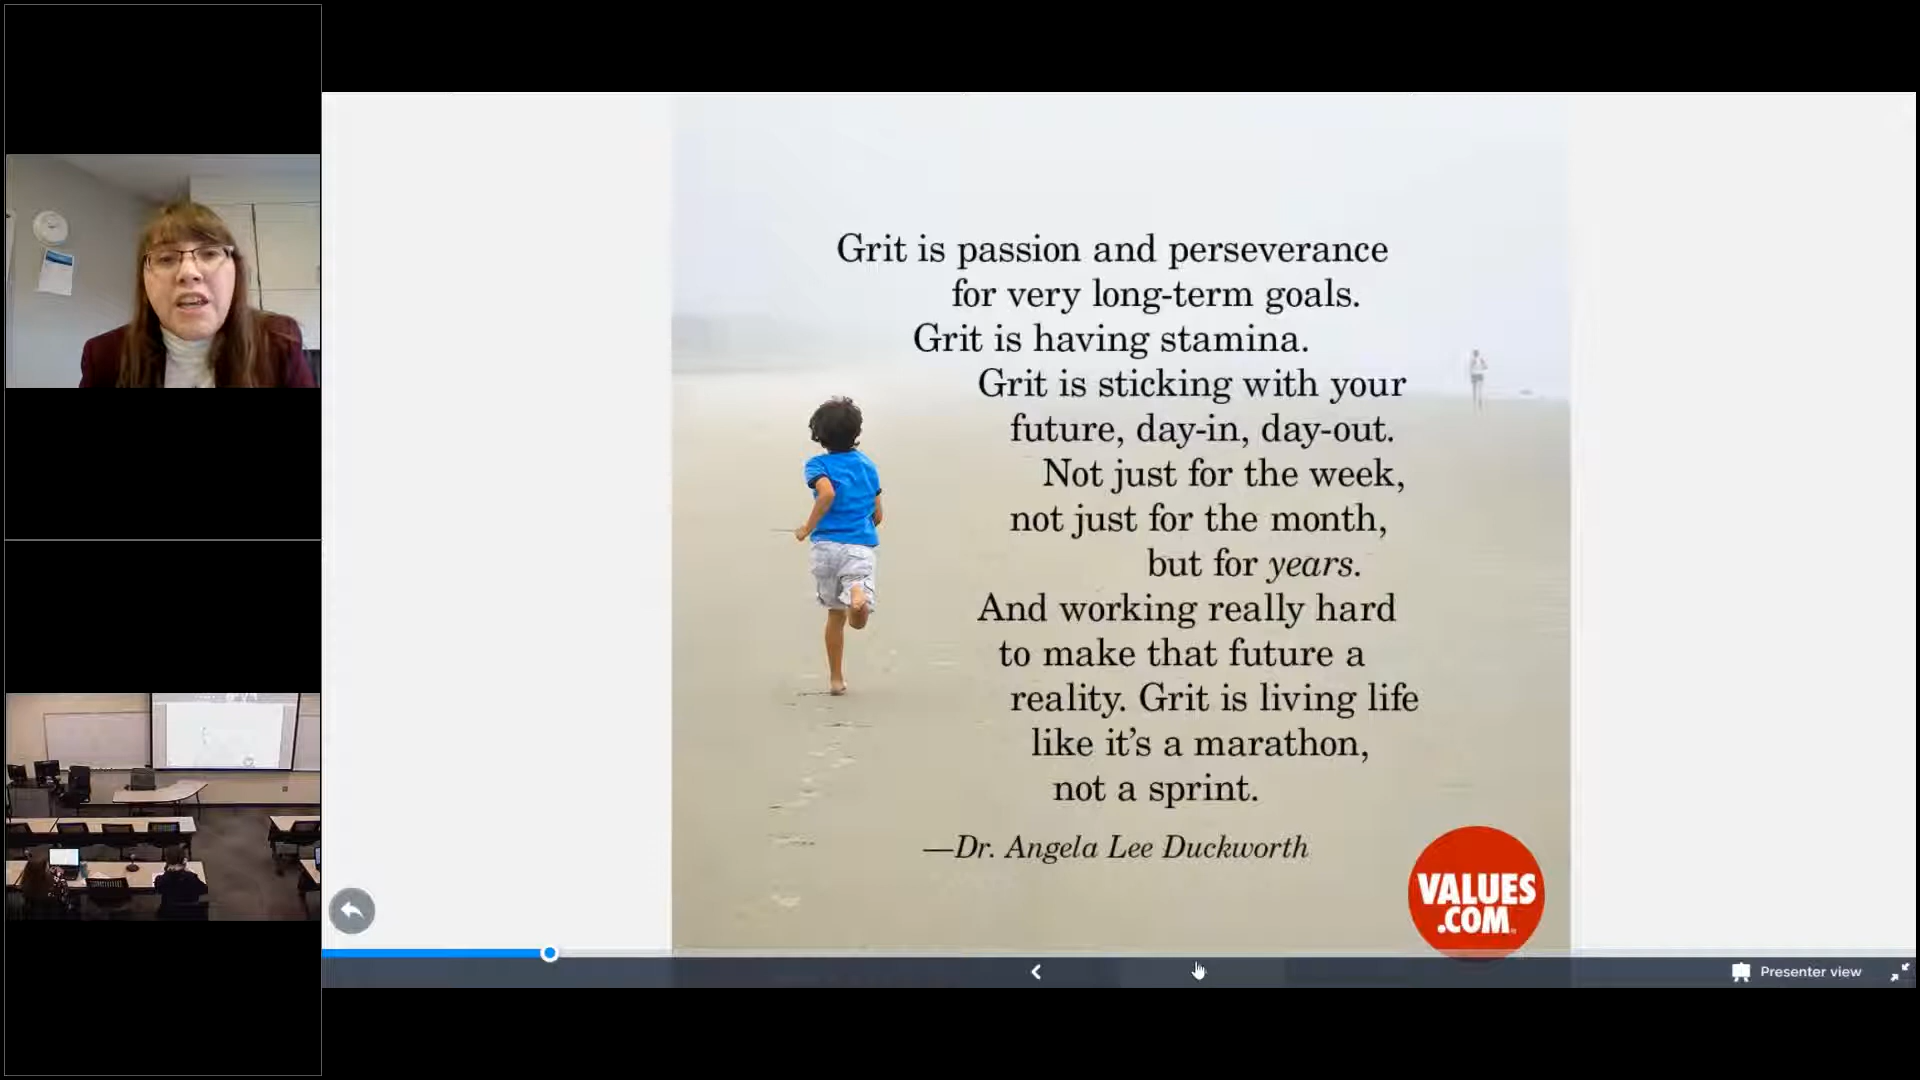 Grit is passion and perseverance
for very long-term goals.
Grit is having stamina.
Grit is sticking with your
future, day-in, day-out.
Not just for the week,
not just for the month,
but for years.
And working really hard
to make that future a
reality. Grit is living life
like it’s a marathon,
not a sprint.
—Dr. Angela Lee Duckworth
VALUES
.COM
Presenter view